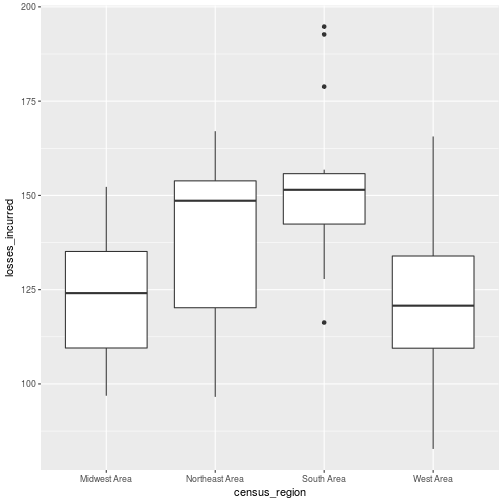 200
175
150
125
100
losses_incurred
Midwest Area
Northeast Area
South Area
West Area
census_region